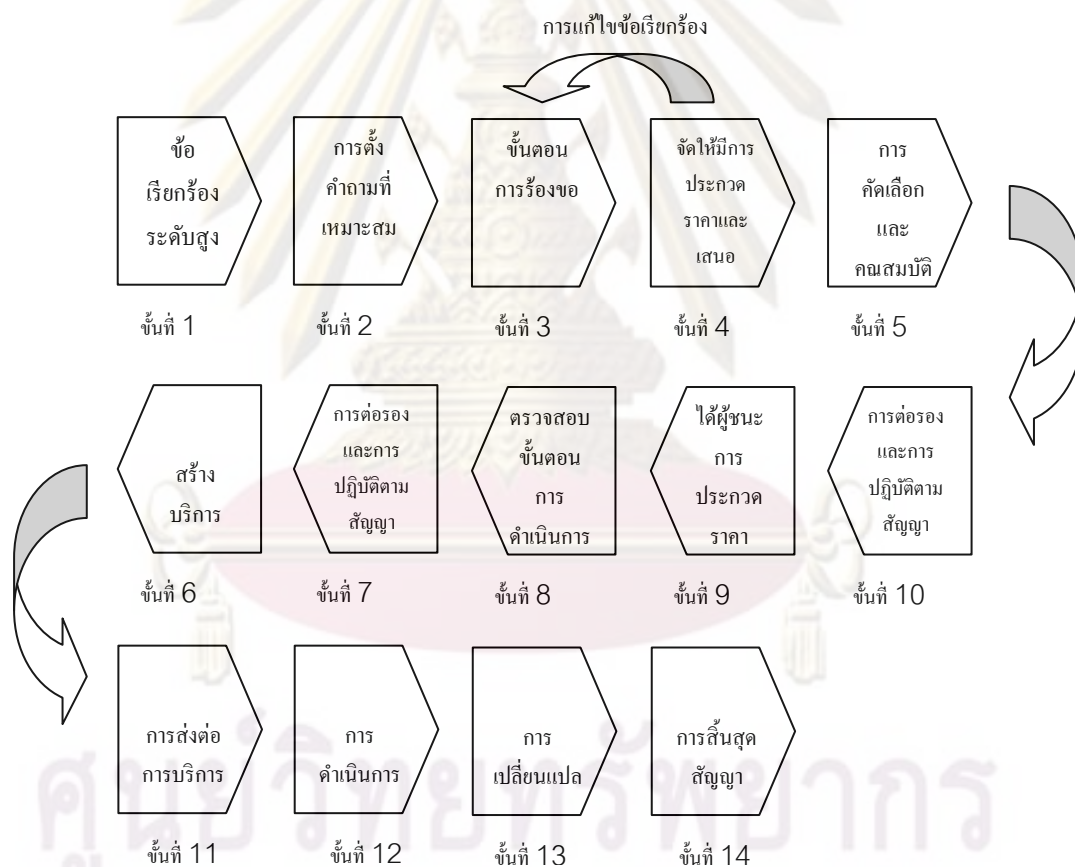 การแก้ไขข้อเรียกร้อง
ข้อ
เรียกร้อง
ระดับสูง
การตั้ง
คำถามที่
เหมาะสม
ขั้นตอน
การร้องขอ
จัดให้มีการ
ประกวด
ราคาและ
เสนอ
การ
คัดเลือก
และ
คณสมบัติ
ขั้นที่ 1
ขั้นที่ 2
ขั้นที่ 3
ขั้นที่ 4
ขั้นที่ 5
สร้าง
บริการ
การต่อรอง
และการ
ปฏิบัติตาม
สัญญา
ตรวจสอบ
ขั้นตอน
การ
ดำเนินการ
ได้ผู้ชนะ
การ
ประกวด
ราคา
การต่อรอง
และการ
ปฏิบัติตาม
สัญญา
ขั้นที่ 6
ขั้นที่ 7
ขั้นที่ 8
ขั้นที่ 9
ขั้นที่ 10
การส่งต่อ
การบริการ
การ
ดำเนินการ
การ
เปลี่ยนแปล
การสิ้นสุด
สัญญา
ศูนย์วิทยทรัพยากร
ขั้นที่ 11
ขั้นที่ 12
ขั้นที่ 13
ขั้นที่ 14